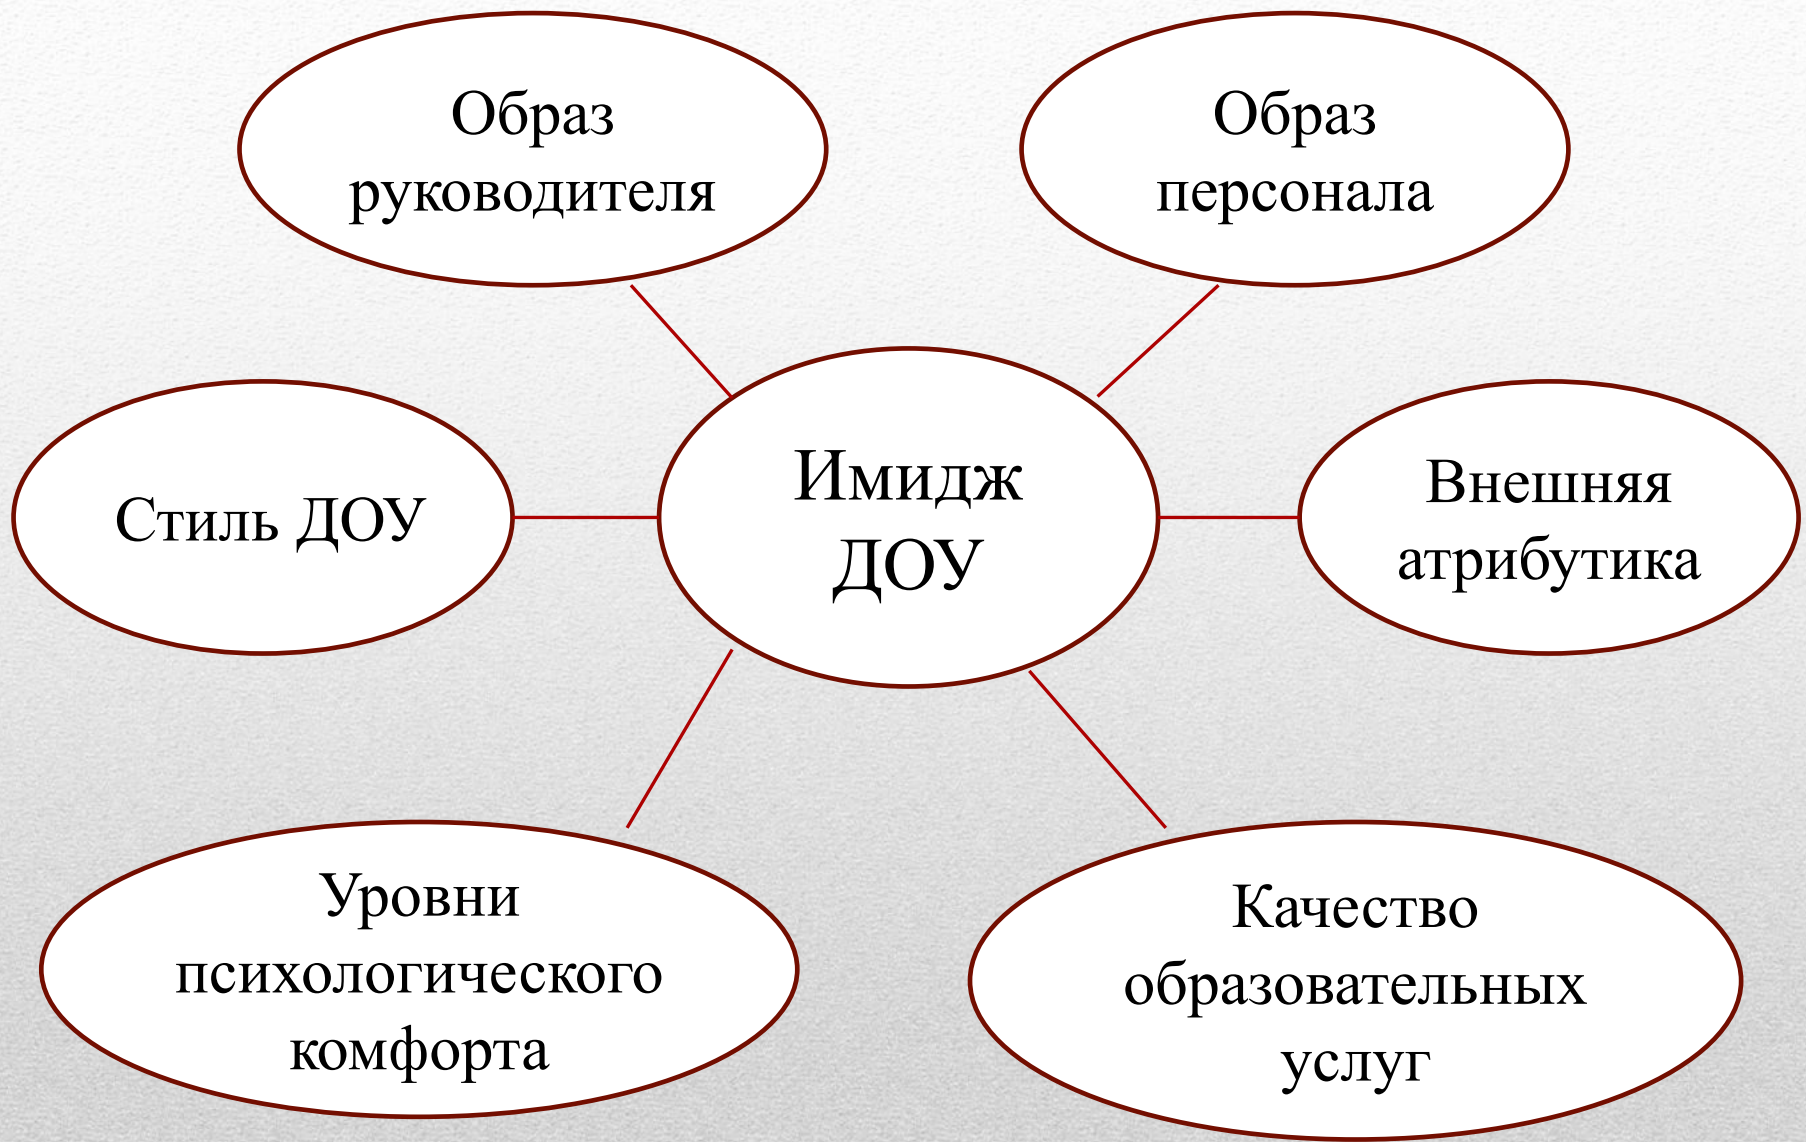 Образ
руководителя
Образ
персонала
Стиль ДОУ
Имидж
ДОУ
Внешняя
атрибутика
Уровни
психологического
комфорта
Качество
образовательных
услуг